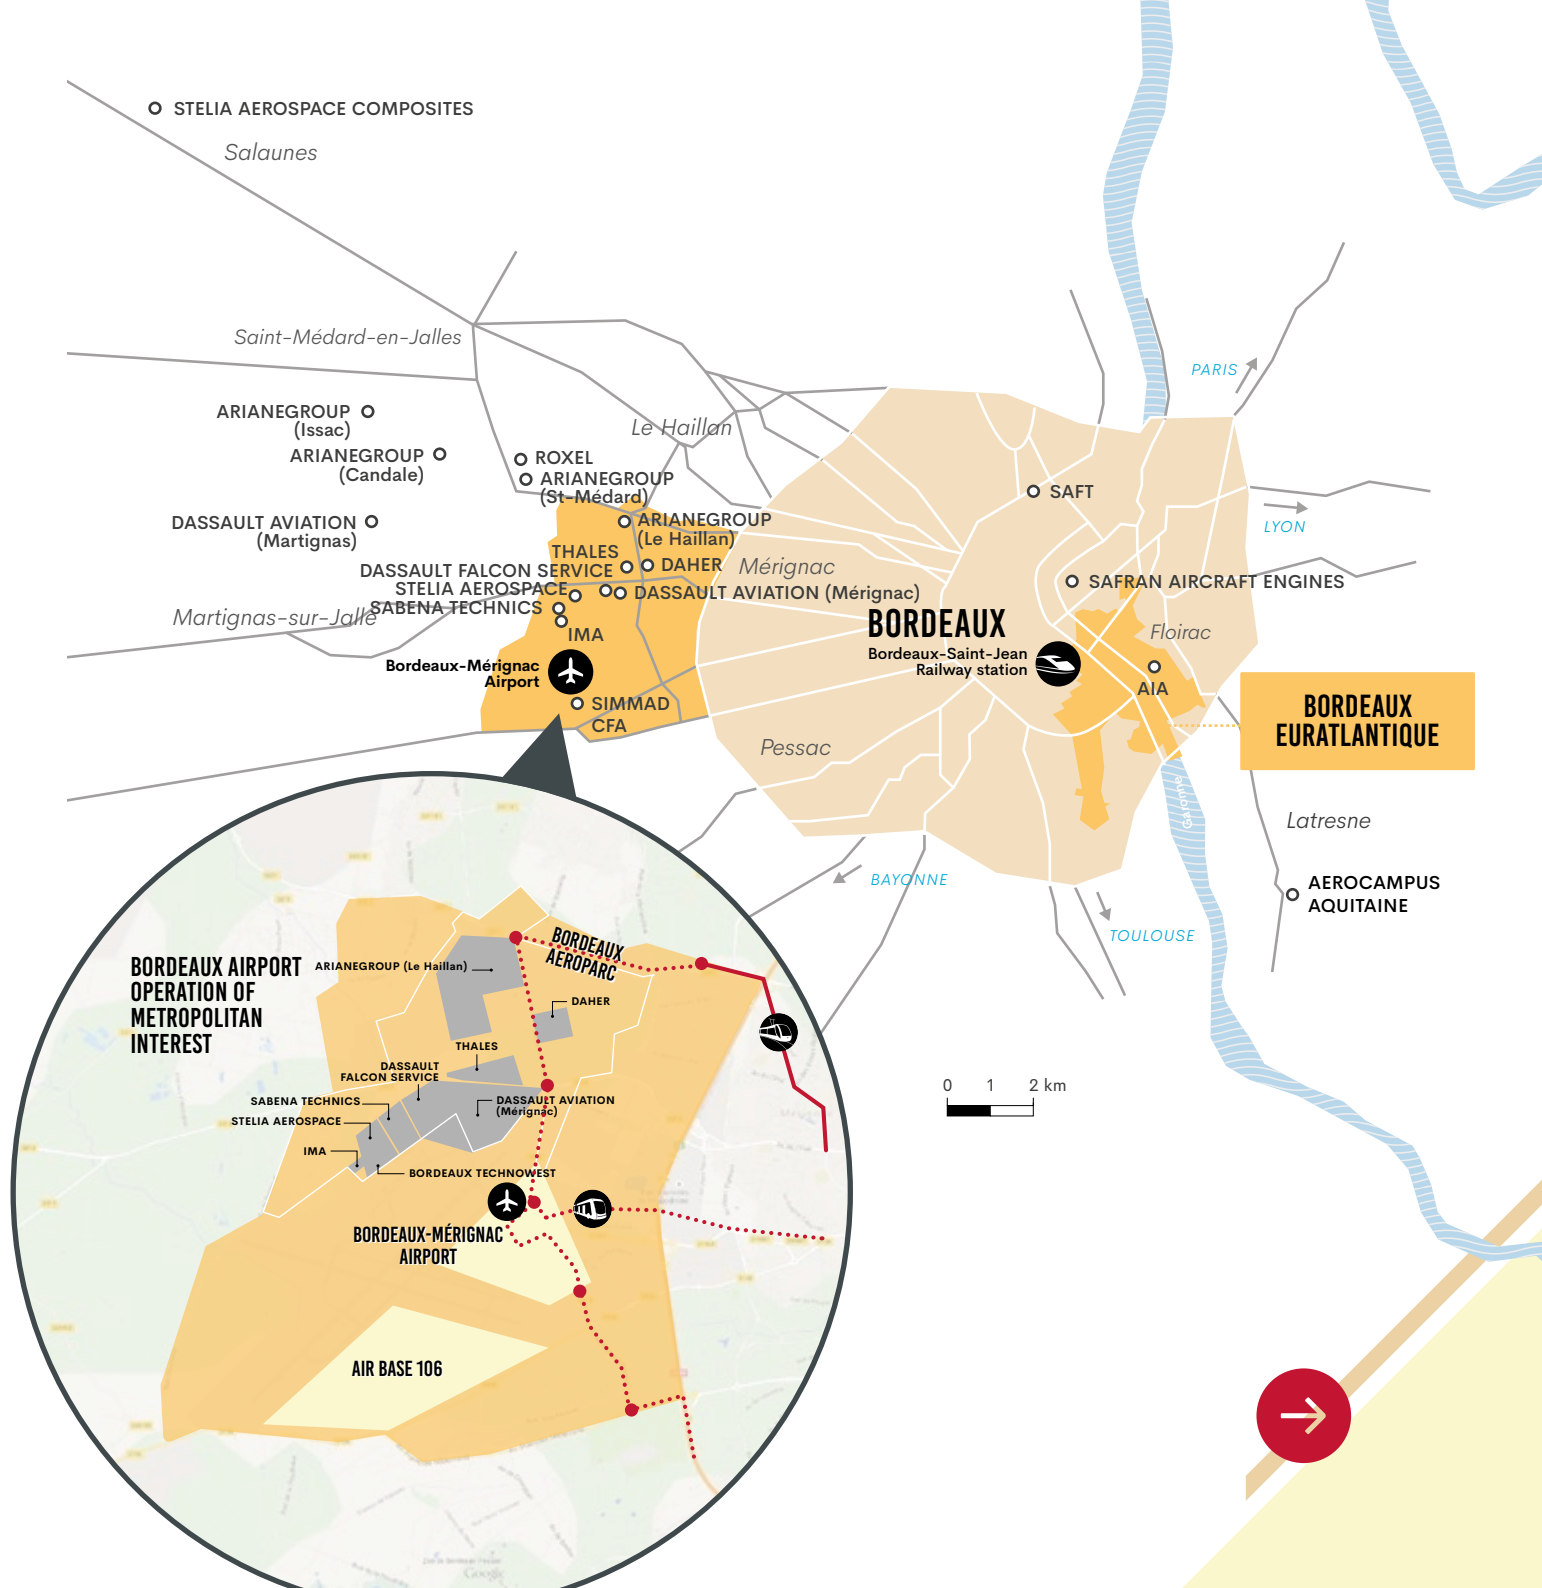 STELIA AEROSPACE COMPOSITES
Salaunes
Saint-Médard-en-Jalles
PARIS
ARIANEGROUP
(Issac)
Le Haillan
ARIANEGROUP
(Candale)
ROXEL
ARIANEGROUP
(St-Médard)
SAFT
DASSAULT AVIATION
(Martignas)
ARIANEGROUP
(Le Haillan)
LYON
THALES
DASSAULT FALCON SERVICE
DAHER
Mérignac
STELIA AEROSPACE
DASSAULT AVIATION (Mérignac)
SAFRAN AIRCRAFT ENGINES
SABENA TECHNICS
Martignas-sur-Jalle
IMA
BORDEAUX
Bordeaux-Saint-Jean
Railway station
Floirac
Bordeaux-Mérignac
Airport
AIA
SIMMAD
CFA
BORDEAUX
EURATLANTIQUE
Pessac
Garonne
Latresne
BAYONNE
AEROCAMPUS
AQUITAINE
TOULOUSE
BORDEAUX AIRPORT
OPERATION OF
METROPOLITAN
INTEREST
BORDEAUX
AEROPARC
ARIANEGROUP (Le Haillan)
DAHER
THALES
DASSAULT
FALCON SERVICE
SABENA TECHNICS
DASSAULT AVIATION
(Mérignac)
STELIA AEROSPACE
IMA
BORDEAUX TECHNOWEST
BORDEAUX-MÉRIGNAC
AIRPORT
AIR BASE 106
0 1 2 km
Google